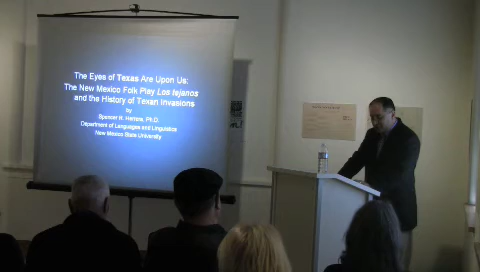 The Eyes of Texas Are Upon Us:
The New Mexico Folk Play Los tejanos
and the History of Texan Invasions
by
Spencer R. Herrera, Ph.D.
Department of Languages and Linguistics
New Mexico State University